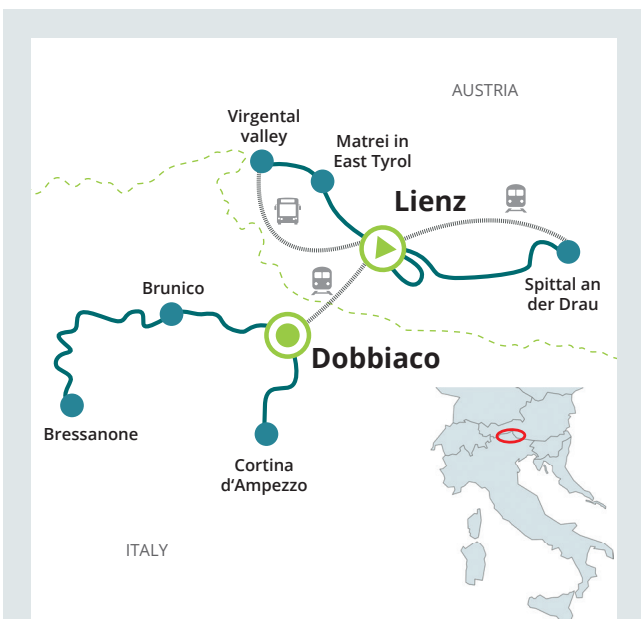 AUSTRIA
Virgental
valley
Matrei in
East Tyrol
Lienz
Spittal an
der Drau
Brunico
Dobbiaco
Bressanone
Cortina
d‘Ampezzo
ITALY